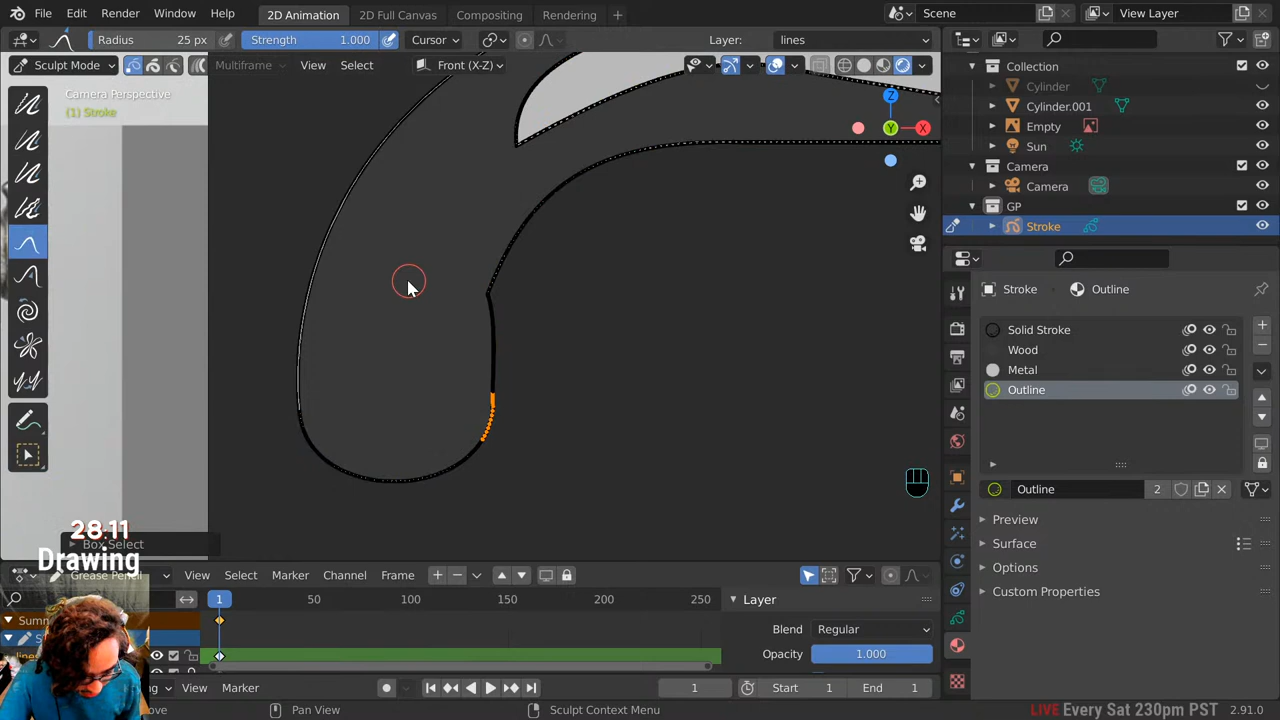 File Edit Render Window Help 2D Animation 2D Full Canvas Compositing Rendering + Scene View Layer
Radius 25 px Strength 1.000 Cursor Layer: lines
Sculpt Mode Multiframe View Select Front (X-Z)
Camera Perspective
(1) Stroke
Z
X
Y
Collection
Cylinder
Cylinder.001
Empty
Sun
Camera
Camera
GP
Stroke
Stroke Outline
Solid Stroke
Wood
Metal
Outline
Outline 2
Preview
Surface
Options
Custom Properties
28:11
Drawing
Box Select
Grease Pencil View Select Marker Channel Frame
1 50 100 150 200 250
Summ
S
lines
Layer
Blend Regular
Opacity 1.000
View Marker 1 Start 1 End 1
Pan View Sculpt Context Menu
LIVE Every Sat 230pm PST 2.91.0